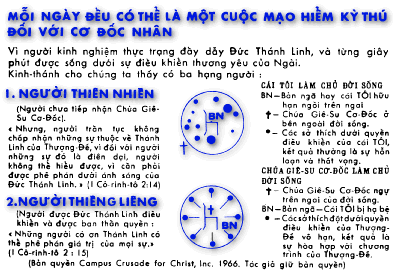 MỖI NGÀY ĐỀU CÓ THỂ LÀ MỘT CUỘC MẠO HIỂM KỲ THÚ
ĐỐI VỚI CƠ ĐỐC NHÂN
Vì người kinh nghiệm thực trạng đầy dẫy Đức Thánh Linh, và từng giây
phút được sống dưới sự điều khiển thương yêu của Ngài.
Kinh-thánh cho chúng ta thấy có ba hạng người :
1. NGƯỜI THIÊN NHIÊN
(Người chưa tiếp nhận Chúa Giê-
Su Cơ-Đốc).
« Nhưng, người trần tục không
chấp nhận những sự thuộc về Thánh
Linh của Thượng-Đế, vì đối với người
những sự đó là điên dại, người
không thể hiểu được, vì cần phải
được phê phán dưới ánh sáng của
Đức Thánh Linh. » (I Cô-rinh-tô 2:14)
BN
†
CÁI TÔI LÀM CHỦ ĐỜI SỐNG
BN—Bản ngã hay cái TÔI hữu
hạn ngồi trên ngai
†— Chúa Giê-Su Cơ-Đốc ở
bên ngoài đời sống.
•— Các sở thích dưới quyền
điều khiển của cái TÔI,
kết quả thường là sự hỗn
loạn và thất vọng.
2.NGƯỜI THIÊNG LIÊNG
(Người được Đức Thánh Linh điều
khiển và được ban thần quyền :
« Những người có ơn Thánh Linh có
thể phê phán giá trị của mọi sự.»
(I Cô-rinh-tô 2 : 15)
†
BN
CHÚA GIÊ-SU CƠ-ĐỐC LÀM CHỦ
ĐỜI SỐNG
†— Chúa Giê-Su Cơ-Đốc ngự
trên ngai của đời sống.
BN— Bản ngã—Cái TÔI bị hạ bệ
•— Các sở thích đặt dưới quyền
điều khiển của Thượng-
Đế vô hạn, kết quả là
sự hòa hợp với chương
trình của Thượng-Đế.
(Bản quyền Campus Crusade for Christ, Inc. 1966. Tác giả giữ bản quyền)